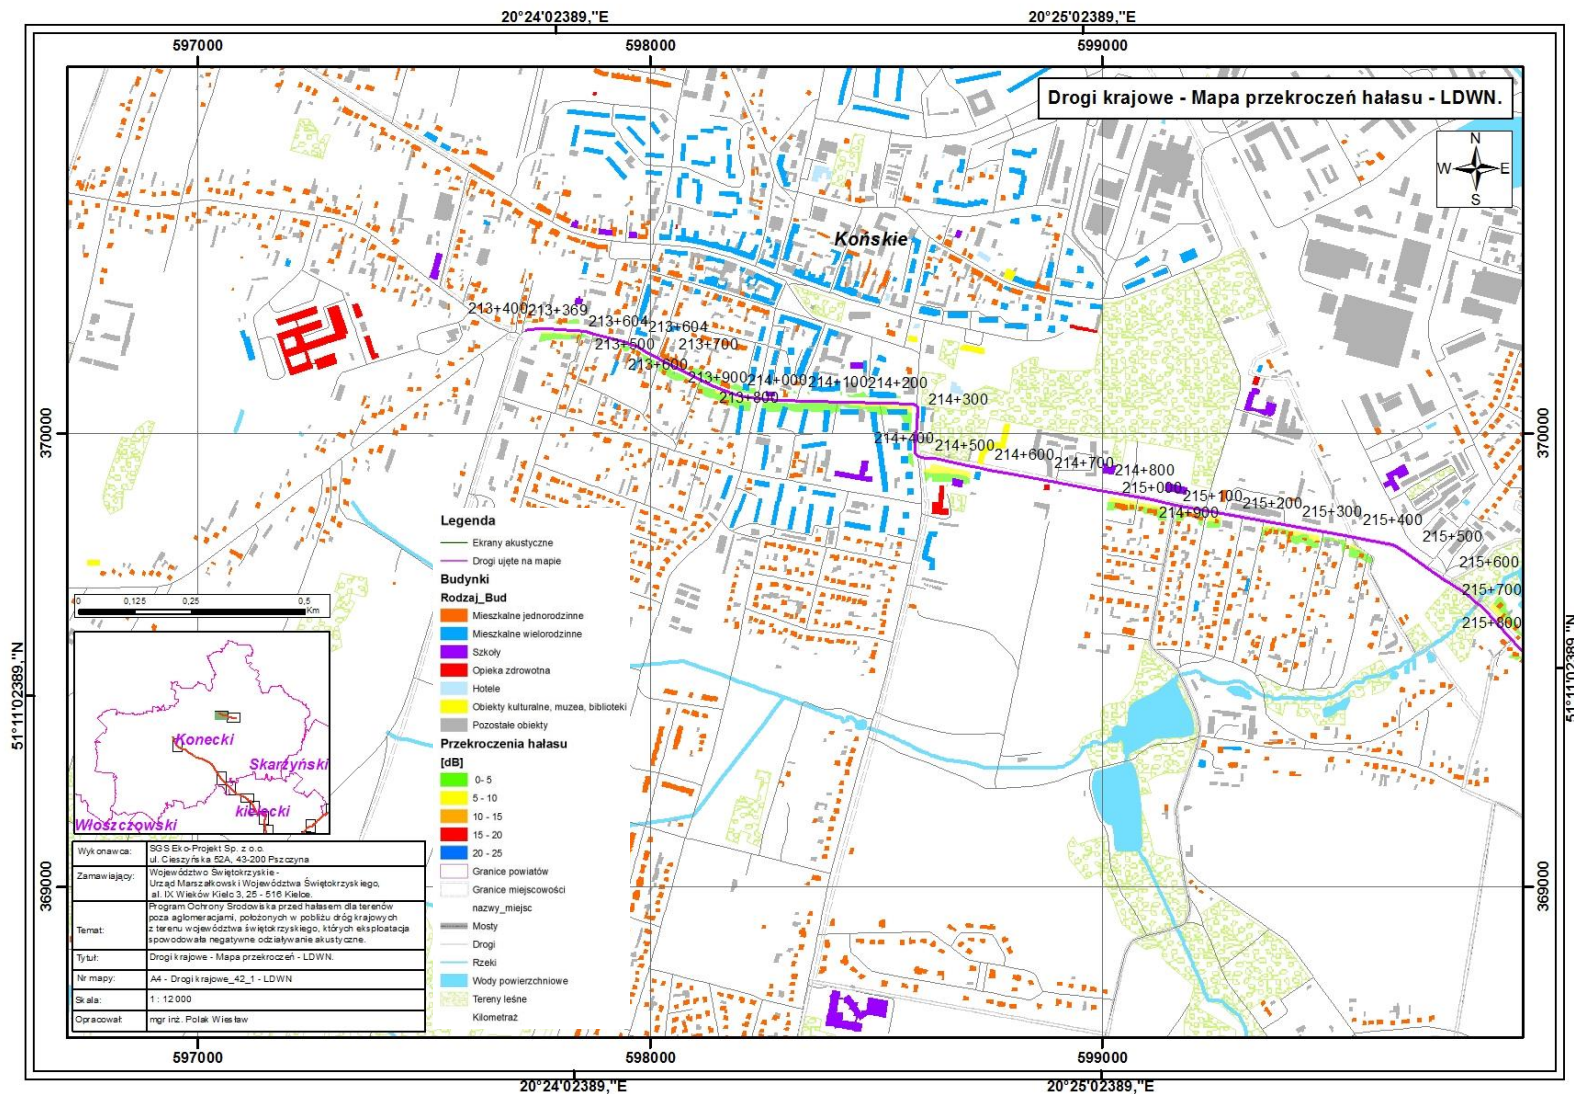 20°24'02389,"E
20°25'02389,"E
597000
598000
599000
Drogi krajowe - Mapa przekroczeń hałasu - LDWN.
N
W
E
S
Końskie
213+400
213+369
213+604
213+604
213+500
213+700
213+600
213+900
214+000
214+100
214+200
213+800
214+300
214+400
214+500
214+600
214+700
214+800
215+000
215+100
215+200
214+900
215+300
215+400
215+500
215+600
215+700
215+800
370000
370000
51°11'02389,"N
51°11'02389,"N
369000
369000
Legenda
Ekrany akustyczne
Drogi ujęte na mapie
Budynki
Rodzaj_Bud
Mieszkalne jednorodzinne
Mieszkalne wielorodzinne
Szkoły
Opieka zdrowotna
Hotele
Obiekty kulturalne, muzea, biblioteki
Pozostałe obiekty
Przekroczenia hałasu
[dB]
0- 5
5 - 10
10 - 15
15 - 20
20 - 25
Granice powiatów
Granice miejscowości
nazwy_miejsc
Mosty
Drogi
Rzeki
Wody powierzchniowe
Tereny leśne
Kilometraż
0 0,125 0,25 0,5
Km
Konecki
Skarżyński
kielecki
Włoszczowski
Wykonawca: SGS Eko-Projekt Sp. z o.o.
ul. Cieszyńska 52A, 43-200 Pszczyna
Zamawiający: Województwo Świętokrzyskie -
Urząd Marszałkowski Województwa Świętokrzyskiego,
al. IX Wieków Kielc 3, 25 - 516 Kielce.
Temat: Program Ochrony Środowiska przed hałasem dla terenów
poza aglomeracjami, położonych w pobliżu dróg krajowych
z terenu województwa świętokrzyskiego, których eksploatacja
spowodowała negatywne oddziaływanie akustyczne.
Tytuł: Drogi krajowe - Mapa przekroczeń - LDWN.
Nr mapy: A4 - Drogi krajowe_42_1 - LDWN
Skala: 1 : 12 000
Opracował: mgr inż. Polak Wiesław
597000
598000
599000
20°24'02389,"E
20°25'02389,"E